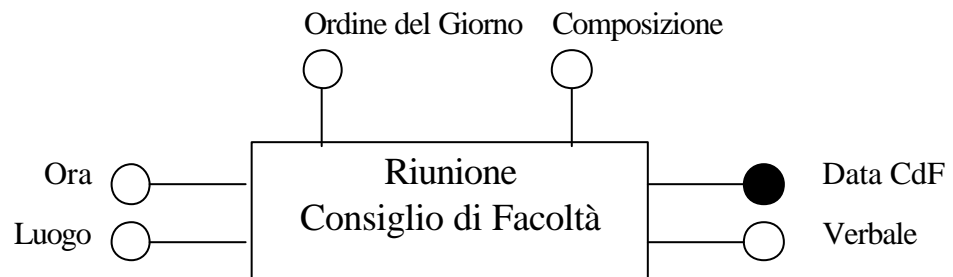 Ordine del Giorno
Composizione
Ora
Riunione
Data CdF
Luogo
Consiglio di Facoltà
Verbale